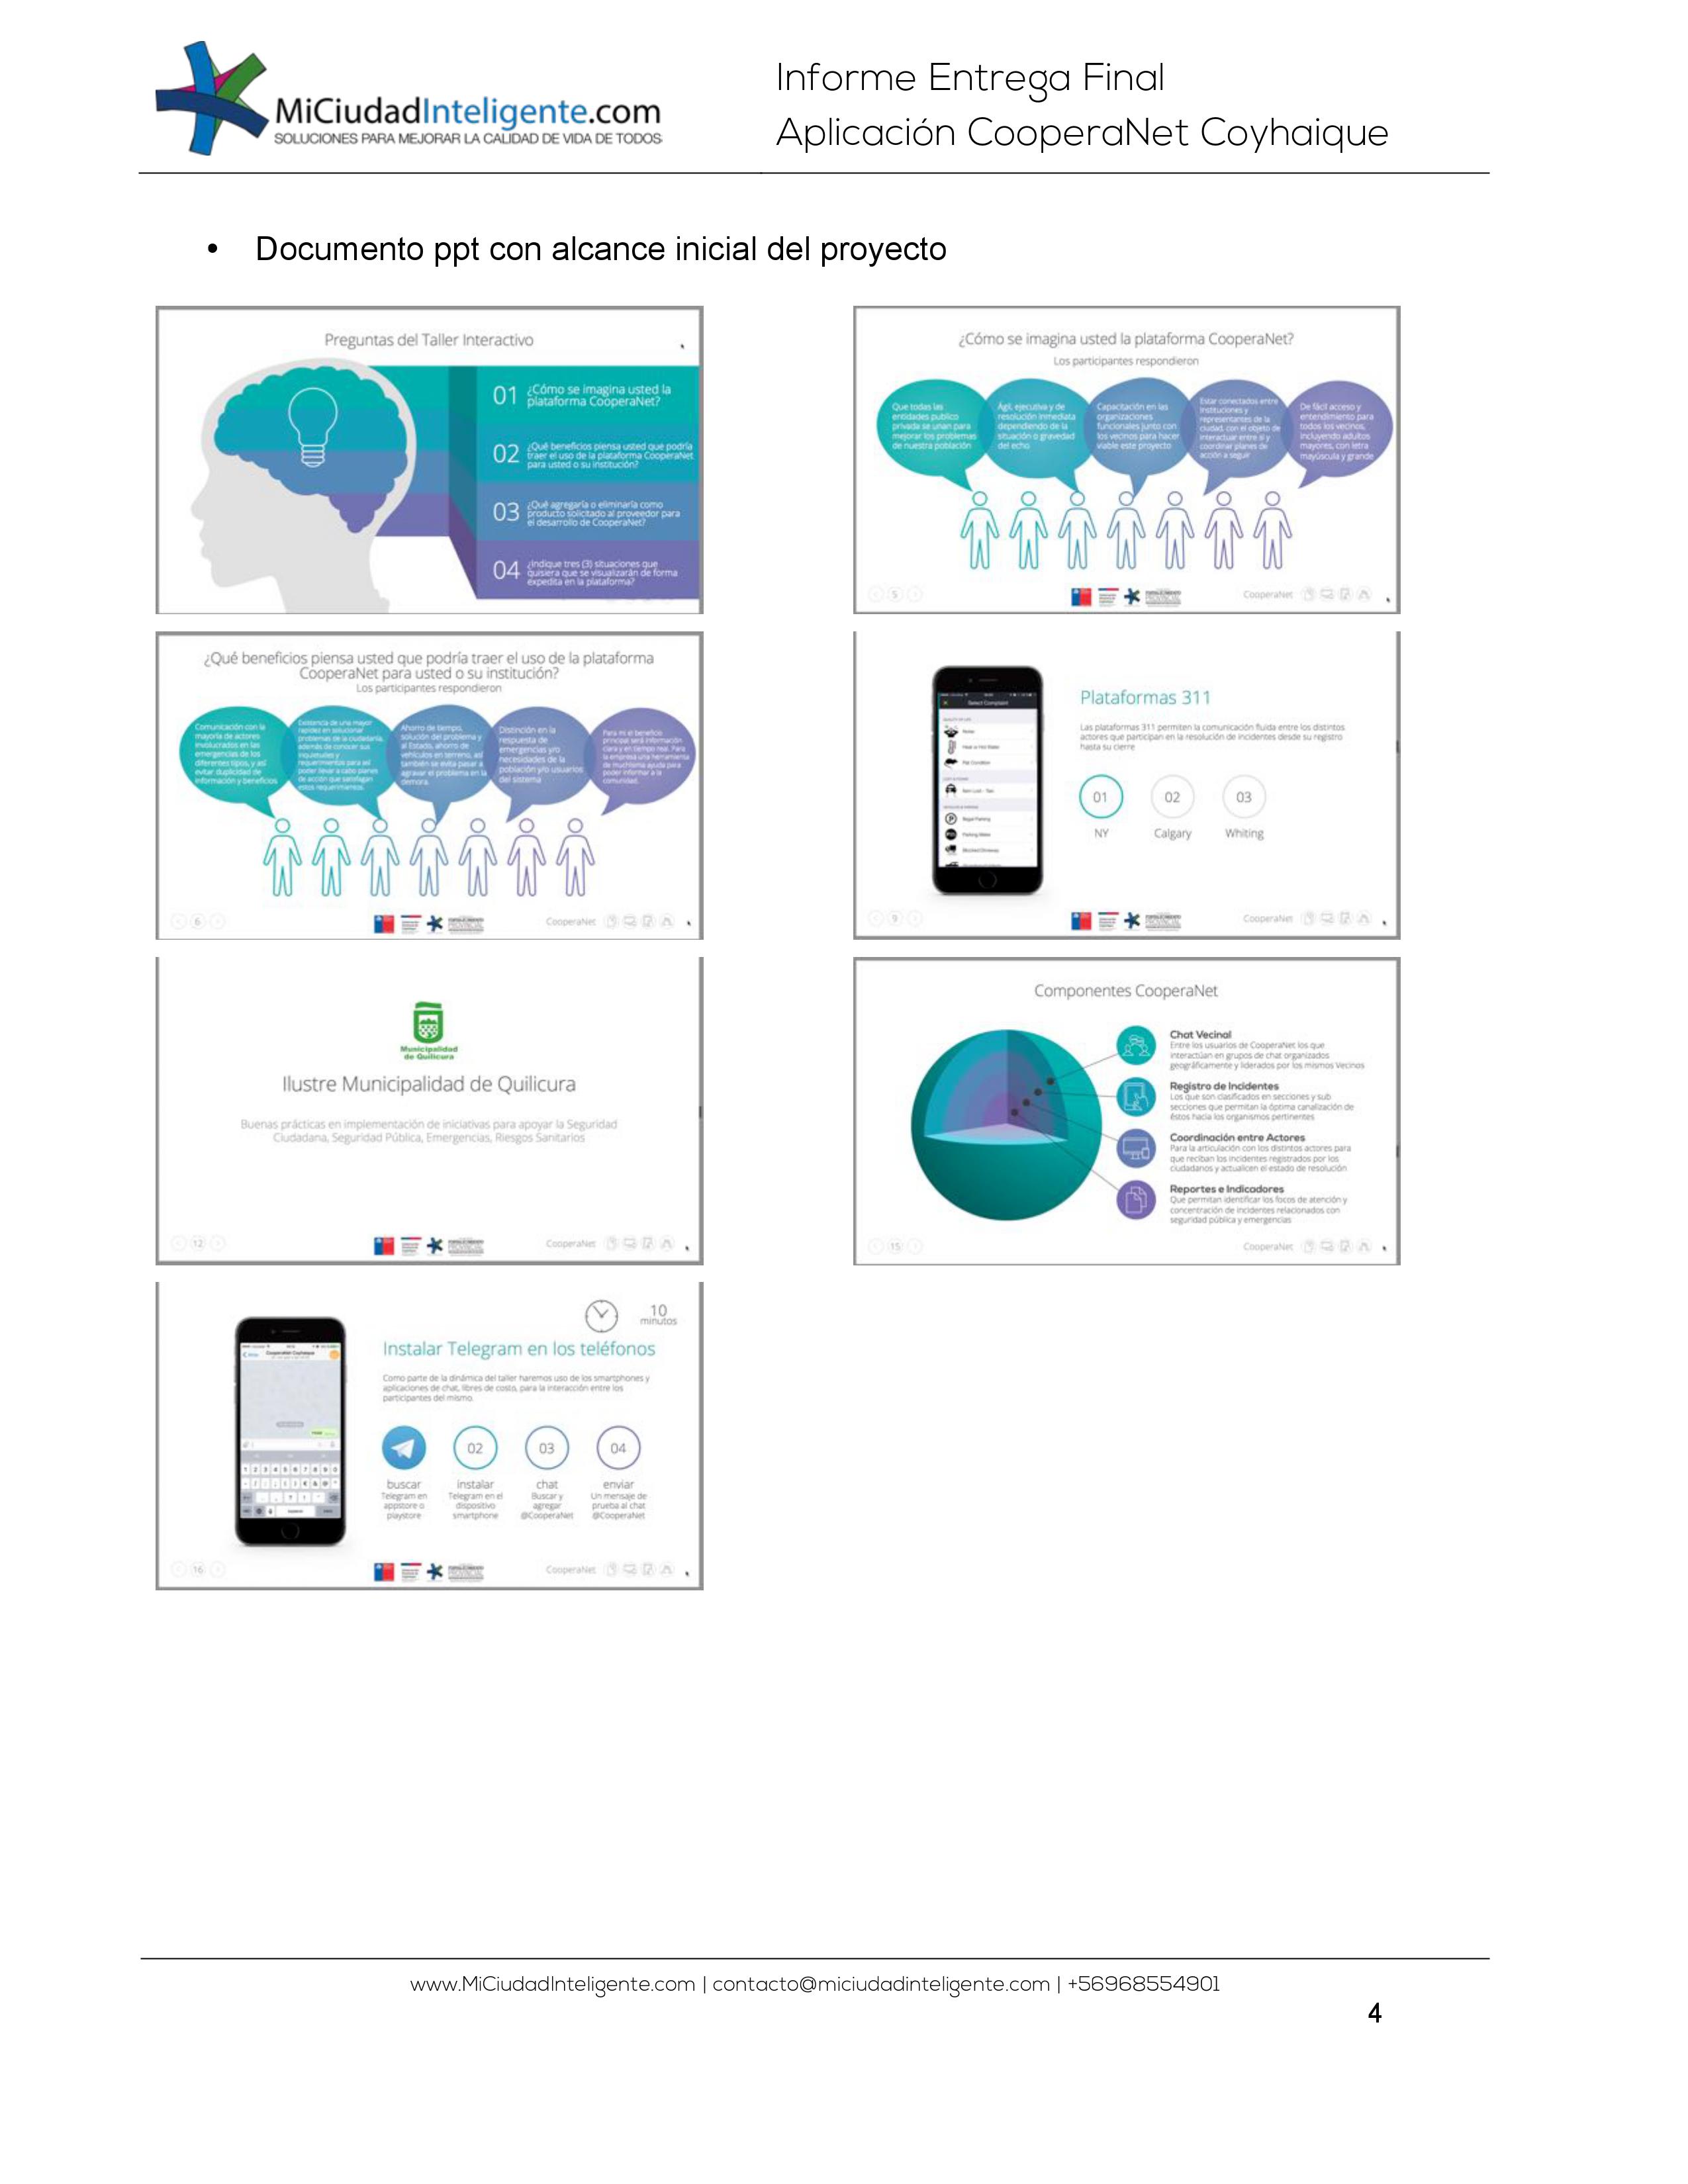 MiCiudadInteligente.com
SOLUCIONES PARA MEJORAR LA CALIDAD DE VIDA DE TODOS
Informe Entrega Final
Aplicación CooperaNet Coyhaique
• Documento ppt con alcance inicial del proyecto
Preguntas del Taller Interactivo
01 ¿Cómo se imagina usted la
plataforma CooperaNet?
02 ¿Qué beneficios piensa usted que podría
traer el uso de la plataforma CooperaNet
para usted o su institución?
03 ¿Qué agregaría o eliminaría como
producto solicitado al proveedor para
el desarrollo de CooperaNet?
04 ¿Indique tres (3) situaciones que
quisiera que se visualizarán de forma
expedita en la plataforma?
¿Cómo se imagina usted la plataforma CooperaNet?
Los participantes respondieron
Que todas las
entidades publico
privada se unan para
mejorar los problemas
de nuestra población
Ágil, ejecutiva y de
resolución inmediata
dependiendo de la
situación o gravedad
del echo
Capacitación en las
organizaciones
funcionales junto con
los vecinos para hacer
viable este proyecto
Estar conectados entre
Instituciones y
representantes de la
ciudad, con el objeto de
interactuar entre sí y
coordinar planes de
acción a seguir
De fácil acceso y
entendimiento para
todos los vecinos,
incluyendo adultos
mayores, con letra
mayúscula y grande
5
CooperaNet
¿Qué beneficios piensa usted que podría traer el uso de la plataforma
CooperaNet para usted o su institución?
Los participantes respondieron
Comunicación con la
mayoría de actores
involucrados en las
emergencias de los
diferentes tipos, y así
evitar duplicidad de
información y beneficios
Existencia de una mayor
rapidez en solucionar
problemas de la ciudadanía,
además de conocer sus
inquietudes y
requerimientos para así
poder llevar a cabo planes
de acción que satisfagan
estos requerimientos.
Ahorro de tiempo,
solución del problema y
al Estado, ahorro de
vehículos en terreno, así
también se evita pasar a
agravar el problema en la
demora.
Distinción en la
respuesta de
emergencias y/o
necesidades de la
población y/o usuarios
del sistema
Para mi el beneficio
principal será información
clara y en tiempo real. Para
la empresa una herramienta
de muchísima ayuda para
poder informar a la
comunidad.
6
CooperaNet
Select Complaint
Noise
Heat or Hot Water
Illegal Parking
Parking Meter
Blocked Driveway
Plataformas 311
Las plataformas 311 permiten la comunicación fluida entre los distintos
actores que participan en la resolución de incidentes desde su registro
hasta su cierre
01 02 03
NY Calgary Whiting
9
CooperaNet
Municipalidad
de Quilicura
Ilustre Municipalidad de Quilicura
Buenas prácticas en implementación de iniciativas para apoyar la Seguridad
Ciudadana, Seguridad Pública, Emergencias, Riesgos Sanitarios
12
CooperaNet
Componentes CooperaNet
Chat Vecinal
Entre los usuarios de CooperaNet los que
interactúan en grupos de chat organizados
geográficamente y liderados por los mismos Vecinos
Registro de Incidentes
Los que son clasificados en secciones y sub
secciones que permitan la óptima canalización de
éstos hacia los organismos pertinentes
Coordinación entre Actores
Para la articulación con los distintos actores para
que reciban los incidentes registrados por los
ciudadanos y actualicen el estado de resolución
Reportes e Indicadores
Que permitan identificar los focos de atención y
concentración de incidentes relacionados con
seguridad pública y emergencias
15
CooperaNet
10
minutos
CooperaNet Coyhaique
Instalar Telegram en los teléfonos
Como parte de la dinámica del taller haremos uso de los smartphones y
aplicaciones de chat, libres de costo, para la interacción entre los
participantes del mismo.
02 03 04
buscar
Telegram en
appstore o
playstore
instalar
Telegram en el
dispositivo
smartphone
chat
Buscar y
agregar
@CooperaNet
enviar
Un mensaje de
prueba al chat
@CooperaNet
16
CooperaNet
www.MiCiudadInteligente.com | contacto@miciudadinteligente.com | +56968554901
4